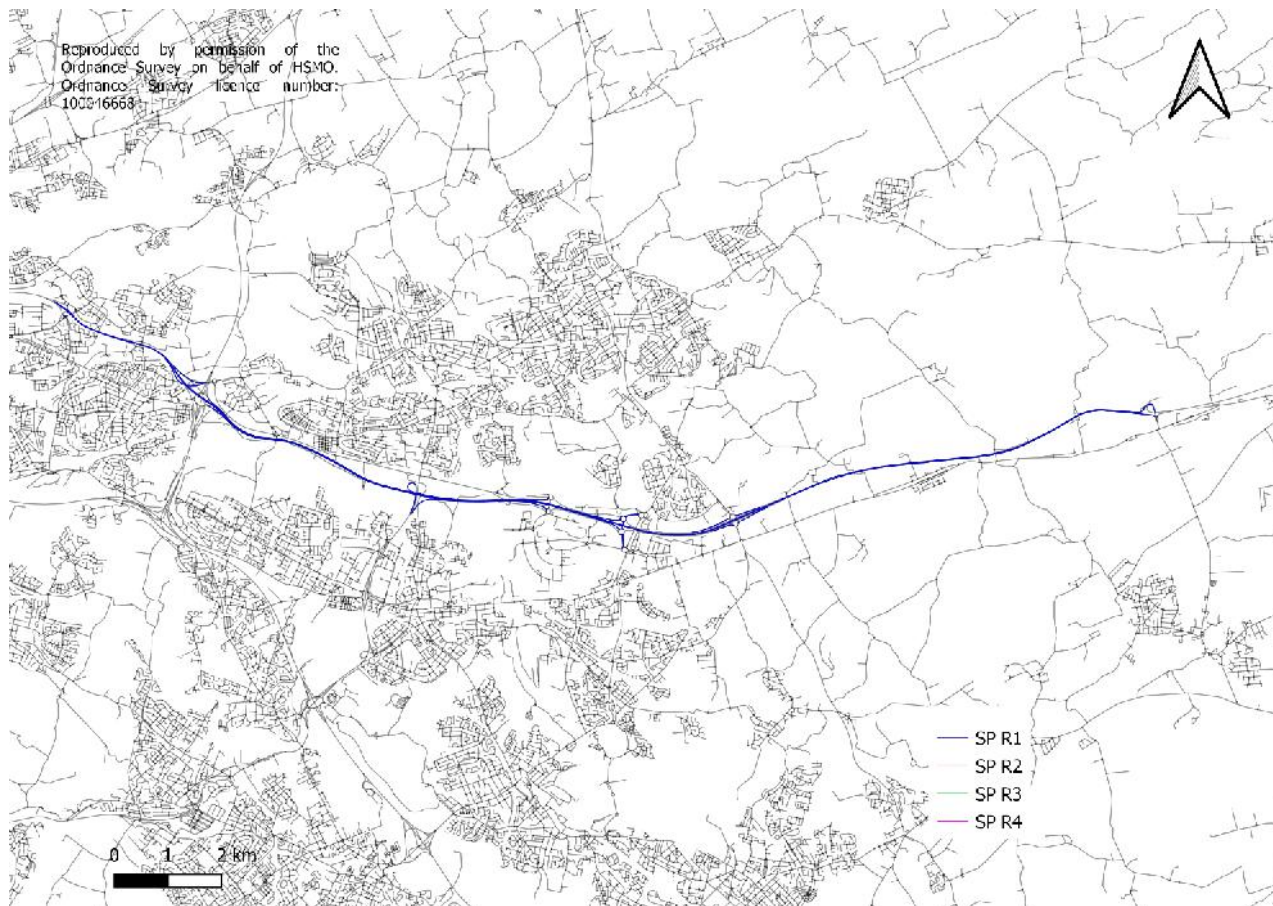 Reproduced by permission of the
Ordnance Survey on behalf of HSMO.
Ordnance Survey licence number:
100046668
SP R1
SP R2
SP R3
SP R4
0 1 2 km